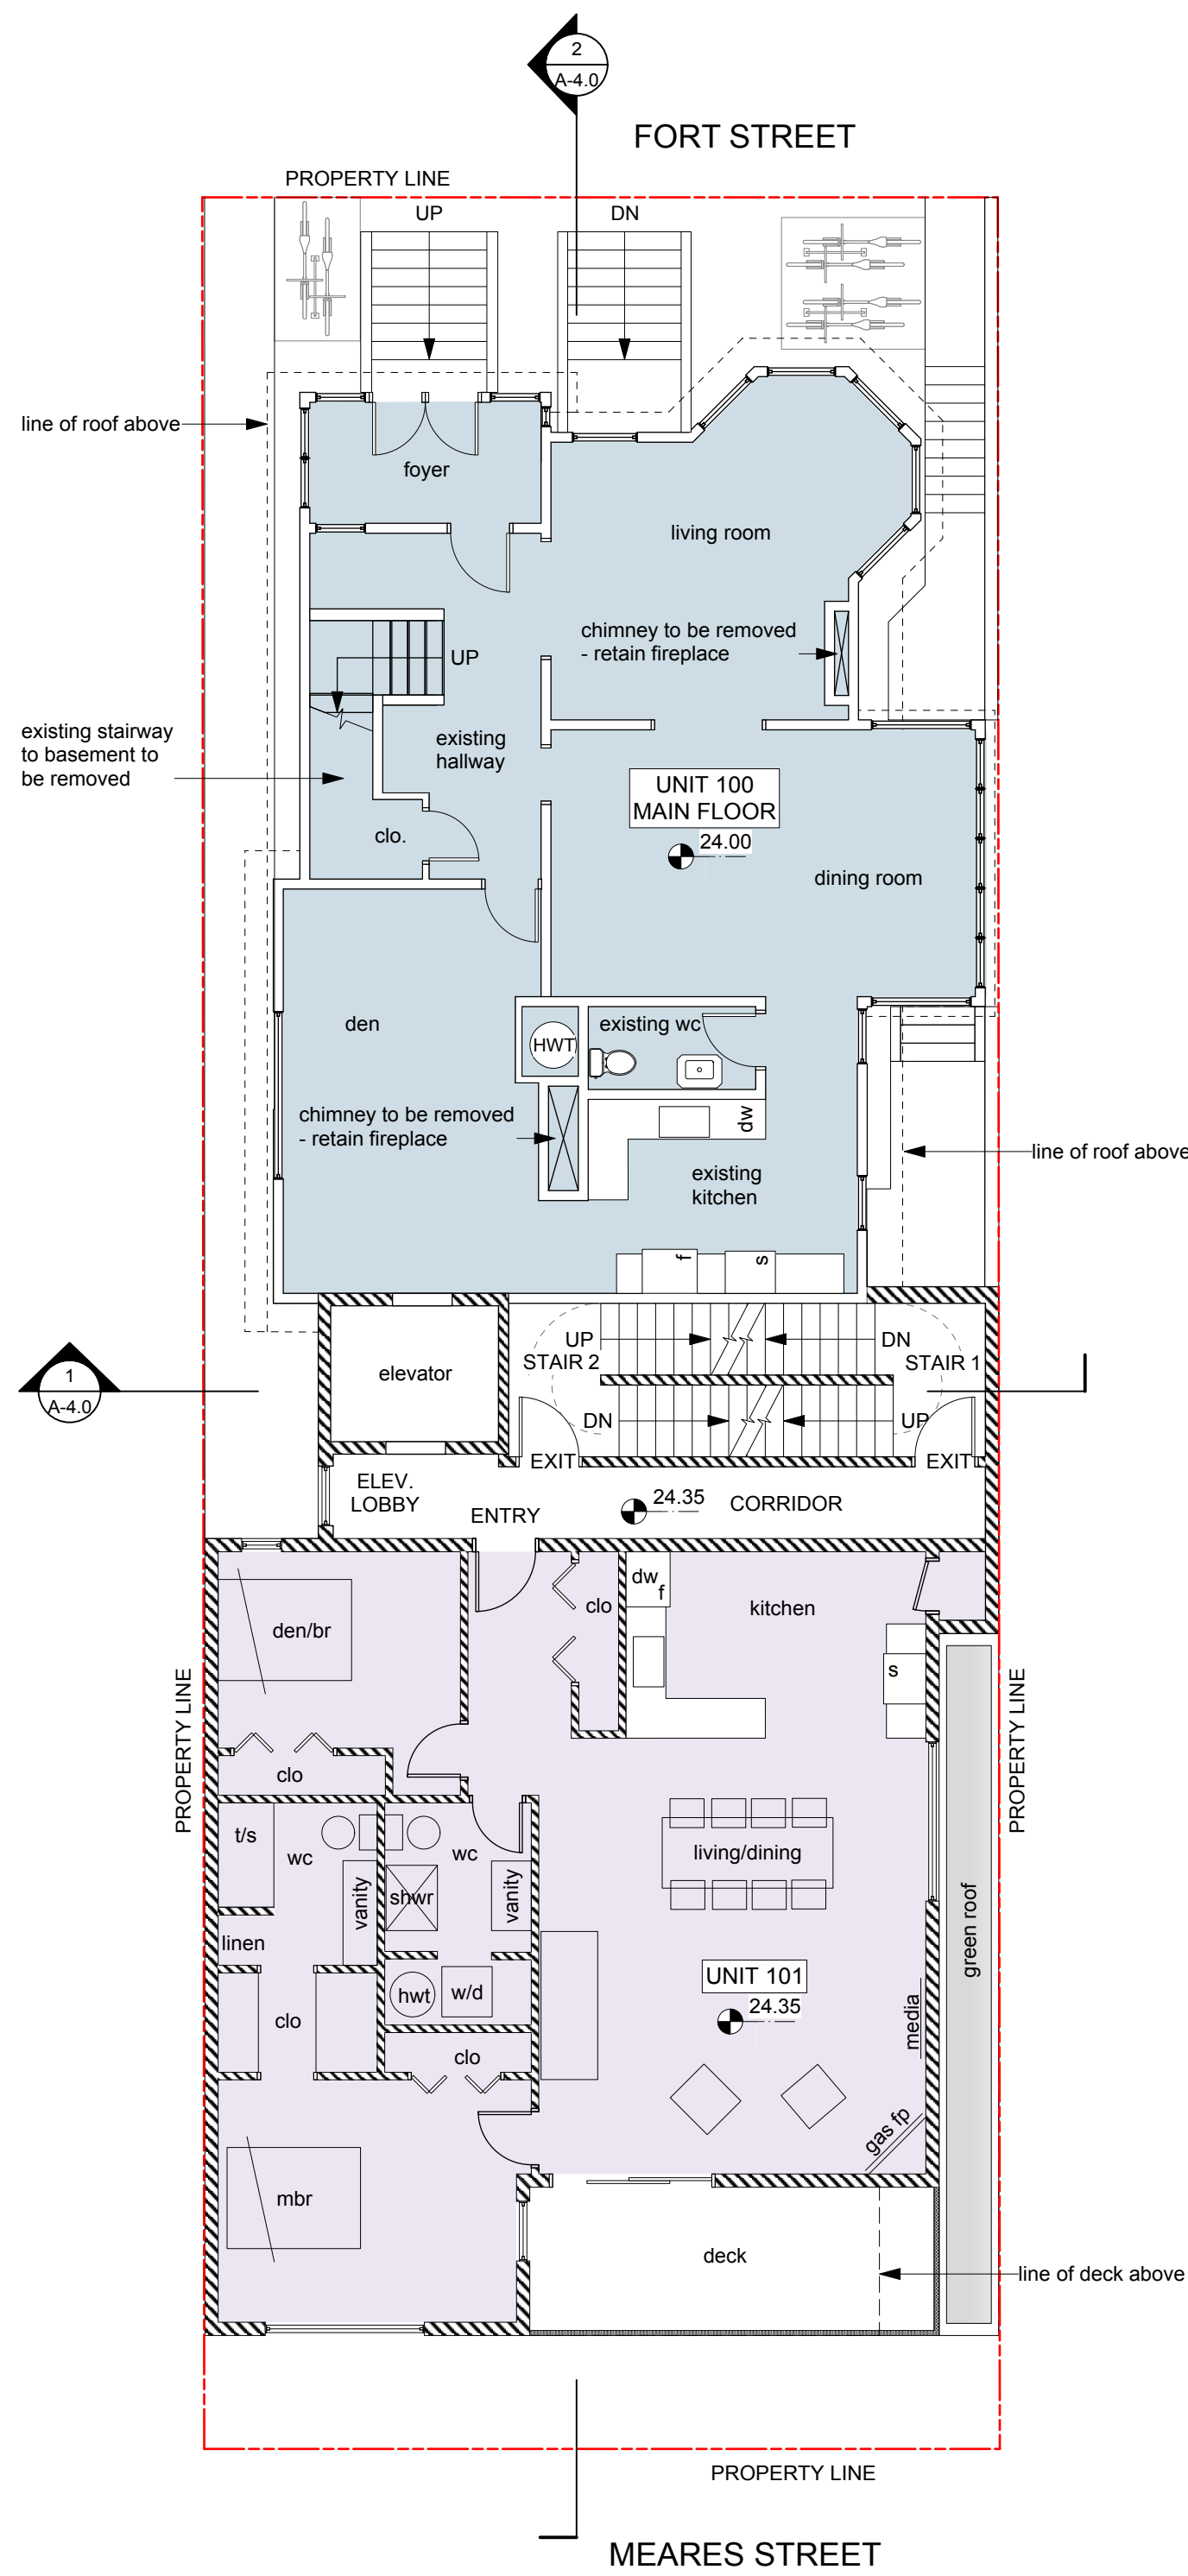 2
A-4.0
FORT STREET
PROPERTY LINE
UP
DN
line of roof above
foyer
living room
chimney to be removed
- retain fireplace
UP
existing stairway
to basement to
be removed
existing
hallway
UNIT 100
MAIN FLOOR
24.00
clo.
dining room
den
existing wc
HWT
chimney to be removed
- retain fireplace
dw
line of roof above
existing
kitchen
f
s
UP
DN
STAIR 2
STAIR 1
elevator
1
A-4.0
DN
UP
EXIT
EXIT
ELEV.
LOBBY
ENTRY
24.35
CORRIDOR
dw
f
clo
kitchen
den/br
s
PROPERTY LINE
PROPERTY LINE
clo
t/s
wc
wc
living/dining
vanity
shwr
vanity
linen
green roof
UNIT 101
hwt
w/d
24.35
clo
media
clo
gas fp
mbr
deck
line of deck above
PROPERTY LINE
MEARES STREET